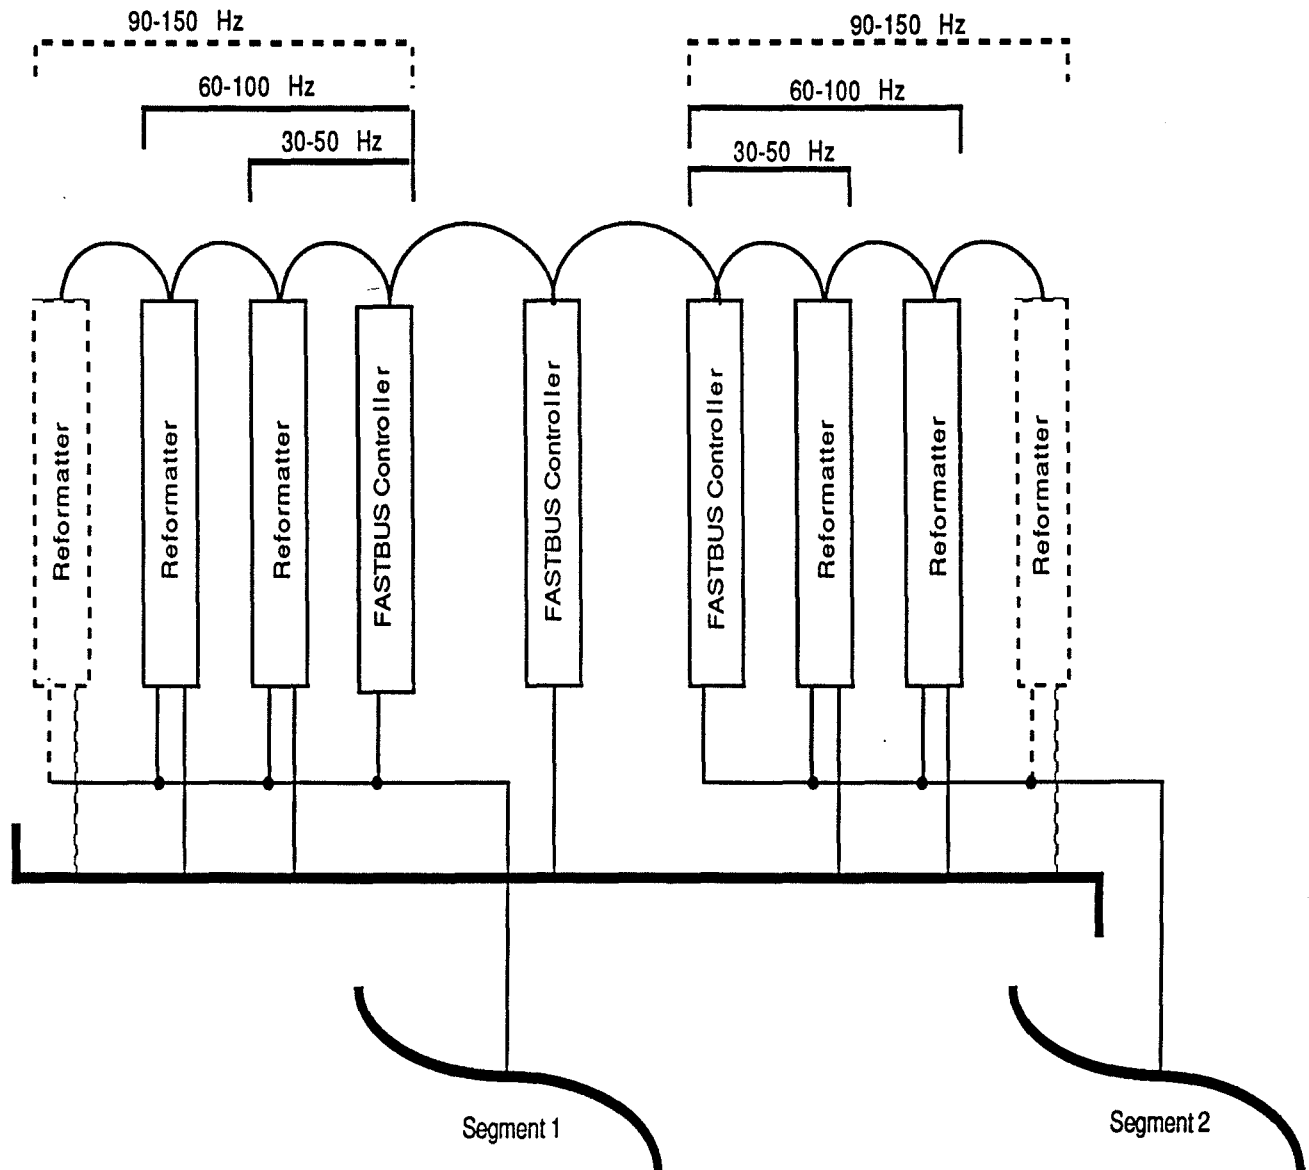 90-150 Hz
90-150 Hz
60-100 Hz
60-100 Hz
30-50 Hz
30-50 Hz
Reformatter
Reformatter
Reformatter
FASTBUS Controller
FASTBUS Controller
FASTBUS Controller
Reformatter
Reformatter
Reformatter
Segment 1
Segment 2